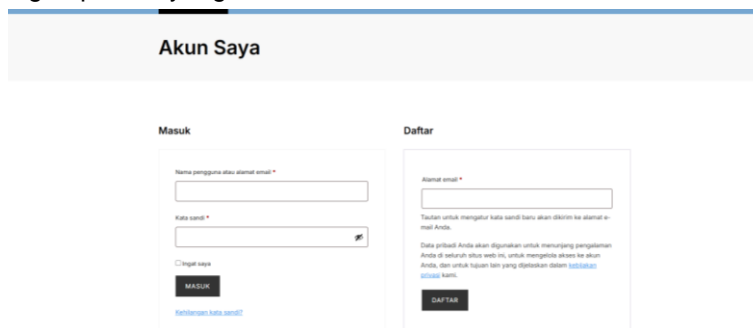 Akun Saya
Masuk
Nama pengguna atau alamat email *
Kata sandi *
Ingat saya
MASUK
Kehilangan kata sandi?
Daftar
Alamat email *
Tautan untuk mengatur kata sandi baru akan dikirim ke alamat e-
mail Anda.
Data pribadi Anda akan digunakan untuk menunjang pengalaman
Anda di seluruh situs web ini, untuk mengelola akses ke akun
Anda, dan untuk tujuan lain yang dijelaskan dalam kebijakan
privasi kami.
DAFTAR